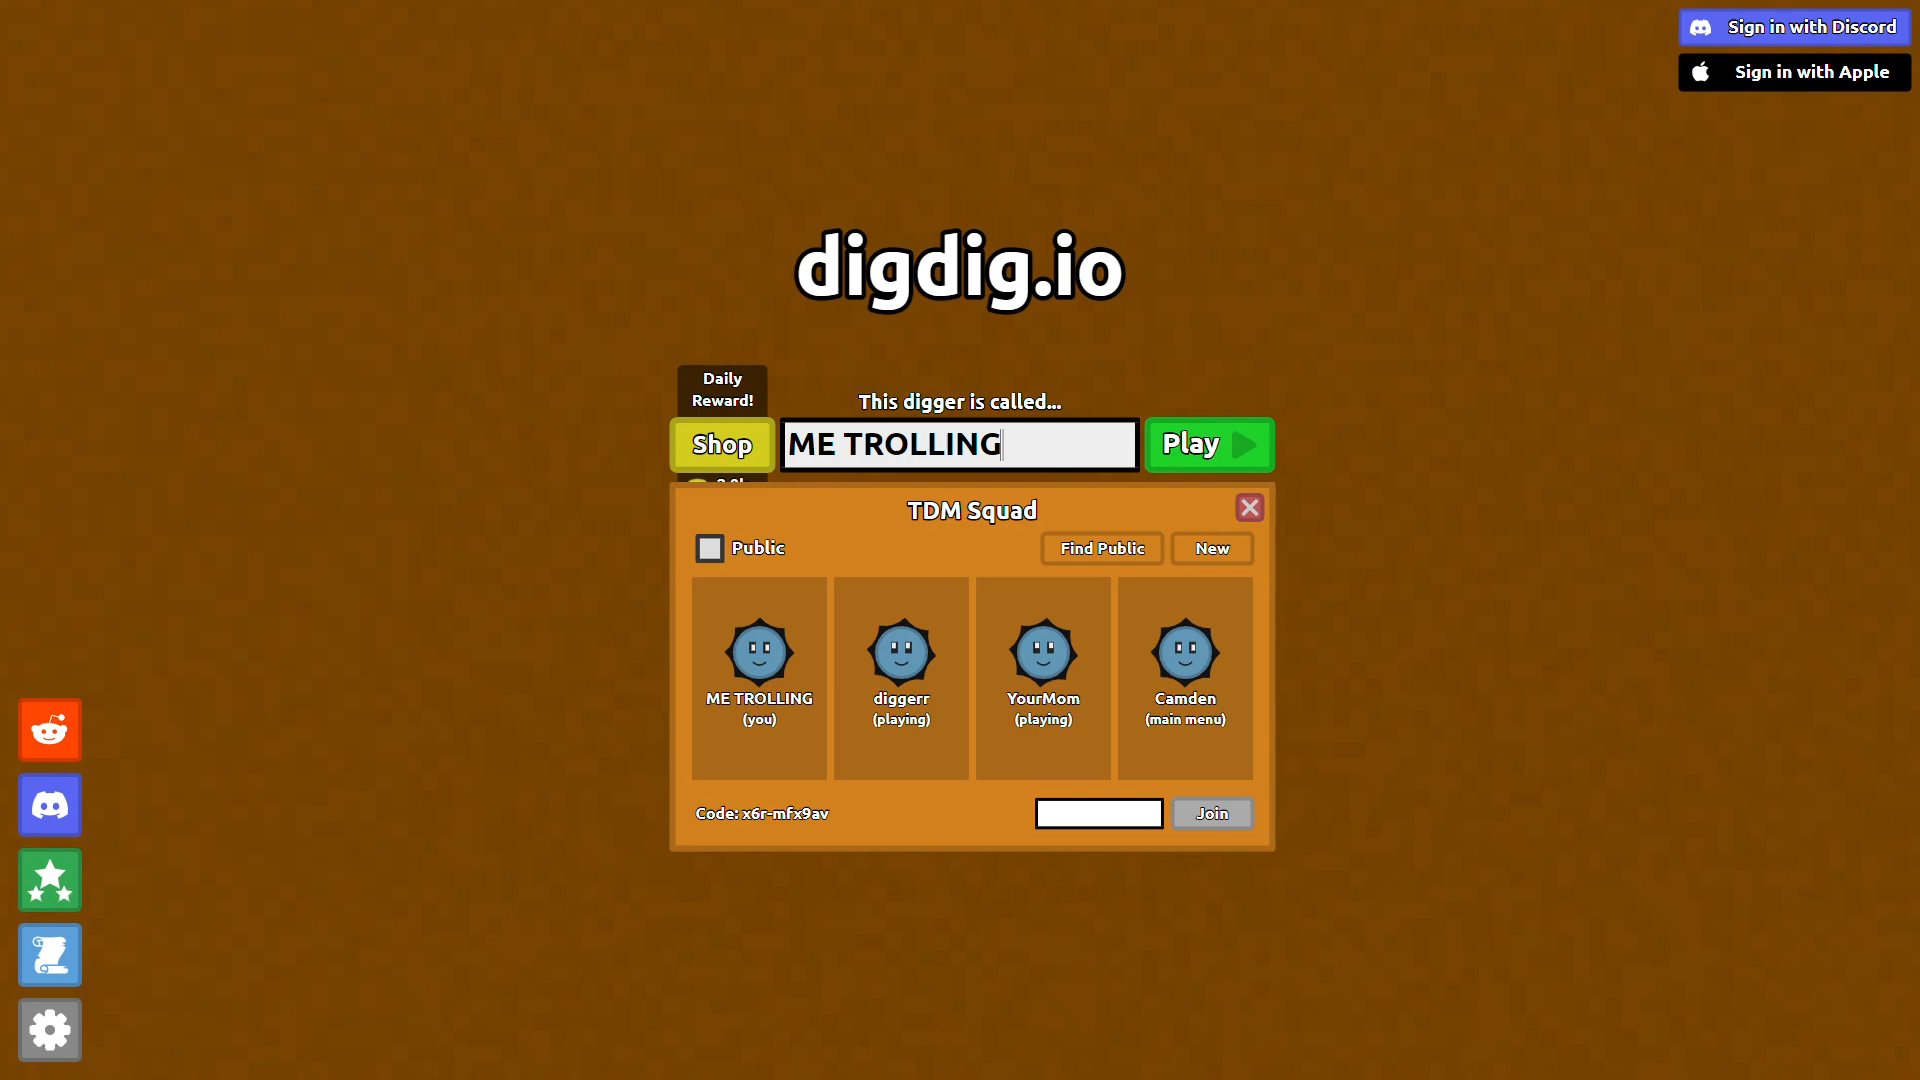 Sign in with Discord
Sign in with Apple
digdig.io
Daily
Reward!
This digger is called...
Shop
ME TROLLING
Play
TDM Squad
Public
Find Public
New
ME TROLLING
(you)
diggerr
(playing)
YourMom
(playing)
Camden
(main menu)
Code: x6r-mfx9av
Join